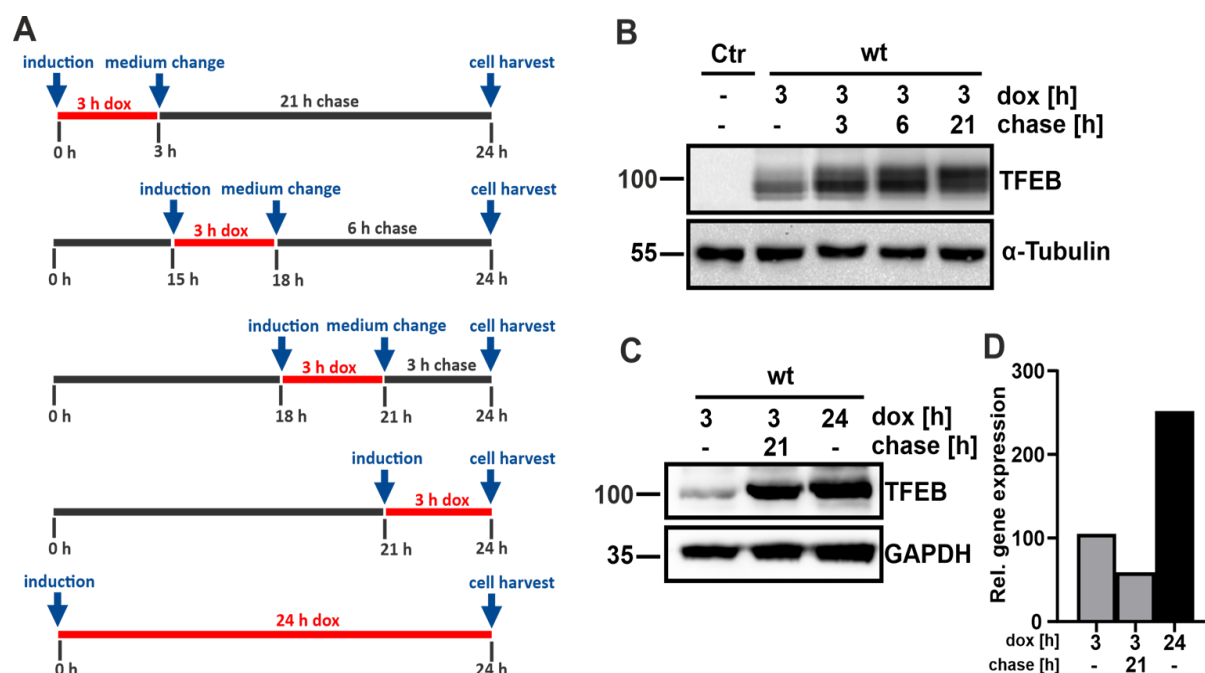 A
induction medium change cell harvest
3 h dox 21 h chase
0 h 3 h 24 h
induction medium change cell harvest
3 h dox 6 h chase
0 h 15 h 18 h 24 h
induction medium change cell harvest
3 h dox 3 h chase
0 h 18 h 21 h 24 h
induction cell harvest
3 h dox
0 h 21 h 24 h
induction cell harvest
24 h dox
0 h 24 h
B
Ctr wt
- 3 3 3 3 dox [h]
- - 3 6 21 chase [h]
100 TFEB
55 α-Tubulin
C
wt
3 3 24 dox [h]
- 21 - chase [h]
100 TFEB
35 GAPDH
D
Rel. gene expression
300
200
100
0
dox [h] 3 3 24
chase [h] - 21 -